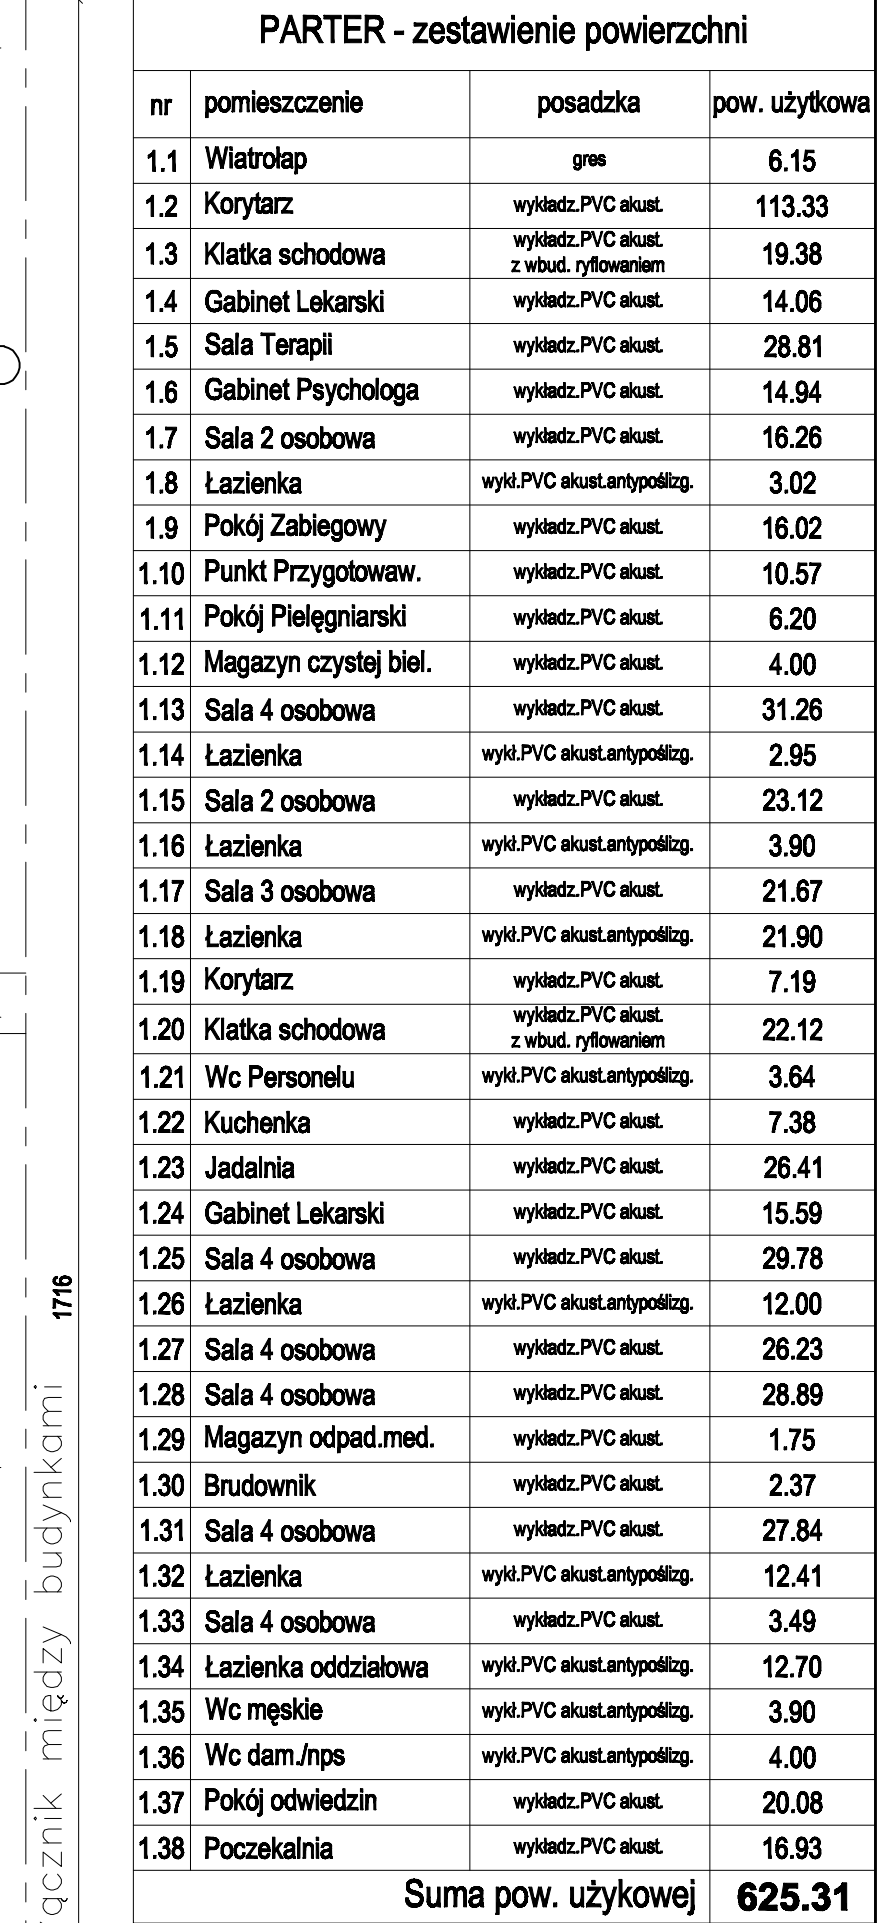 PARTER - zestawienie powierzchni
nr pomieszczenie posadzka pow. użytkowa
1.1 Wiatrołap gres 6.15
1.2 Korytarz wykładz.PVC akust. 113.33
1.3 Klatka schodowa wykładz.PVC akust. z wbud. ryflowaniem 19.38
1.4 Gabinet Lekarski wykładz.PVC akust. 14.06
1.5 Sala Terapii wykładz.PVC akust. 28.81
1.6 Gabinet Psychologa wykładz.PVC akust. 14.94
1.7 Sala 2 osobowa wykładz.PVC akust. 16.26
1.8 Łazienka wykł.PVC akust.antypoślizg. 3.02
1.9 Pokój Zabiegowy wykładz.PVC akust. 16.02
1.10 Punkt Przygotowaw. wykładz.PVC akust. 10.57
1.11 Pokój Pielęgniarski wykładz.PVC akust. 6.20
1.12 Magazyn czystej biel. wykładz.PVC akust. 4.00
1.13 Sala 4 osobowa wykładz.PVC akust. 31.26
1.14 Łazienka wykł.PVC akust.antypoślizg. 2.95
1.15 Sala 2 osobowa wykładz.PVC akust. 23.12
1.16 Łazienka wykł.PVC akust.antypoślizg. 3.90
1.17 Sala 3 osobowa wykładz.PVC akust. 21.67
1.18 Łazienka wykł.PVC akust.antypoślizg. 21.90
1.19 Korytarz wykładz.PVC akust. 7.19
1.20 Klatka schodowa wykładz.PVC akust. z wbud. ryflowaniem 22.12
1.21 Wc Personelu wykł.PVC akust.antypoślizg. 3.64
1.22 Kuchenka wykładz.PVC akust. 7.38
1.23 Jadalnia wykładz.PVC akust. 26.41
1.24 Gabinet Lekarski wykładz.PVC akust. 15.59
1.25 Sala 4 osobowa wykładz.PVC akust. 29.78
1.26 Łazienka wykł.PVC akust.antypoślizg. 12.00
1.27 Sala 4 osobowa wykładz.PVC akust. 26.23
1.28 Sala 4 osobowa wykładz.PVC akust. 28.89
1.29 Magazyn odpad.med. wykładz.PVC akust. 1.75
1.30 Brudownik wykładz.PVC akust. 2.37
1.31 Sala 4 osobowa wykładz.PVC akust. 27.84
1.32 Łazienka wykł.PVC akust.antypoślizg. 12.41
1.33 Sala 4 osobowa wykładz.PVC akust. 3.49
1.34 Łazienka oddziałowa wykł.PVC akust.antypoślizg. 12.70
1.35 Wc męskie wykł.PVC akust.antypoślizg. 3.90
1.36 Wc dam./nps wykł.PVC akust.antypoślizg. 4.00
1.37 Pokój odwiedzin wykładz.PVC akust. 20.08
1.38 Poczekalnia wykładz.PVC akust. 16.93
Suma pow. użykowej 625.31
1716
ącznik między budynkami